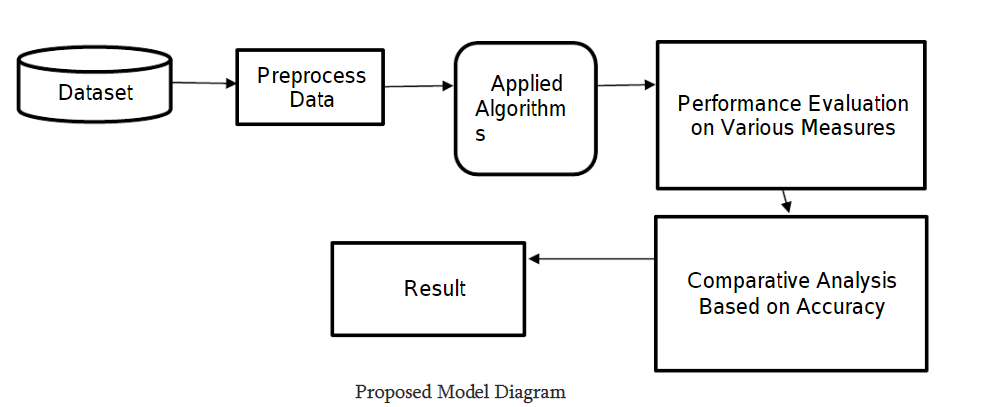 Dataset
Preprocess
Data
Applied
Algorithm
s
Performance Evaluation
on Various Measures
Comparative Analysis
Based on Accuracy
Result
Proposed Model Diagram